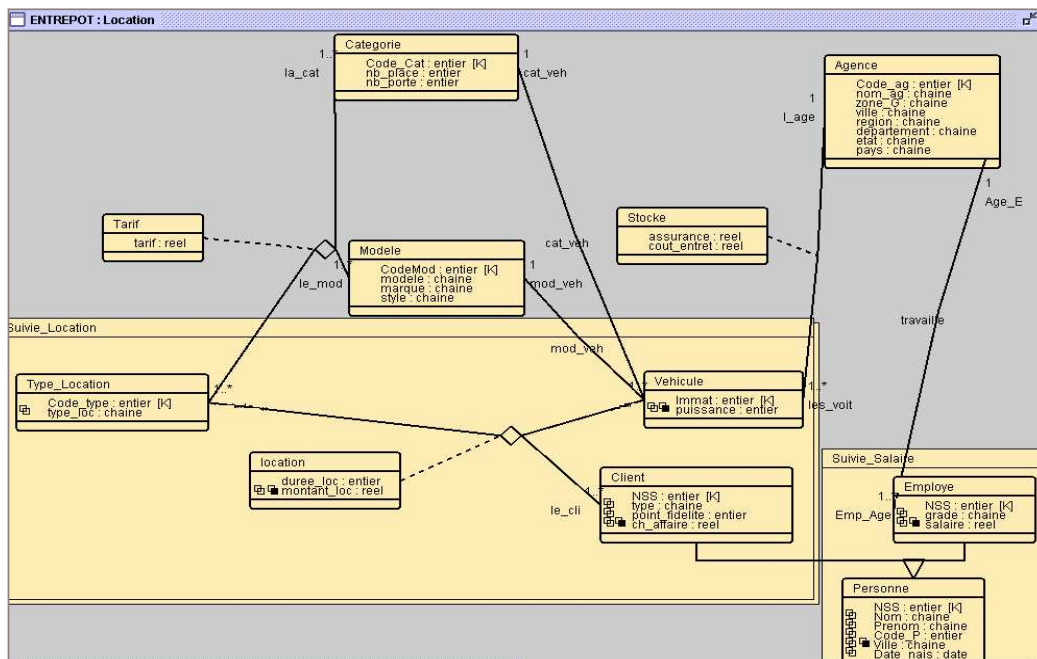 ENTREPOT : Location
Categorie
Code_Cat : entier [K]
nb_place : entier
nb_porte : entier
1..*
la_cat
1
cat_veh
Agence
Code_ag : entier [K]
nom_ag : chaine
zone_G : chaine
ville : chaine
region : chaine
departement : chaine
etat : chaine
pays : chaine
1
l_age
1
Age_E
Tarif
tarif : reel
Stocke
assurance : reel
cout_entret : reel
cat_veh
Modele
CodeMod : entier [K]
modele : chaine
marque : chaine
style : chaine
le_mod
1
mod_veh
travaille
Suivie_Location
mod_veh
Type_Location
Code_type : entier [K]
type_loc : chaine
1..*
Vehicule
Immat : entier [K]
puissance : entier
1..*
les_voit
location
duree_loc : entier
montant_loc : reel
le_cli
Client
NSS : entier [K]
type : chaine
point_fidelite : entier
ch_affaire : reel
Suivie_Salaire
Employe
NSS : entier [K]
grade : chaine
salaire : reel
Emp_Age
Personne
NSS : entier [K]
Nom : chaine
Prenom : chaine
Code_P : entier
Ville : chaine
Date_nais : date